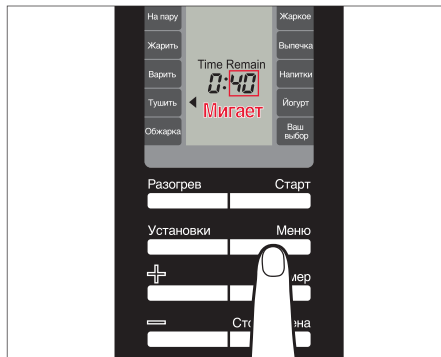 На пару
Жарить
Варить
Тушить
Обжарка
Time Remain
0:40
Мигает
Жаркое
Выпечка
Напитки
Йогурт
Ваш
выбор
Разогрев Старт
Установки Меню
+
−